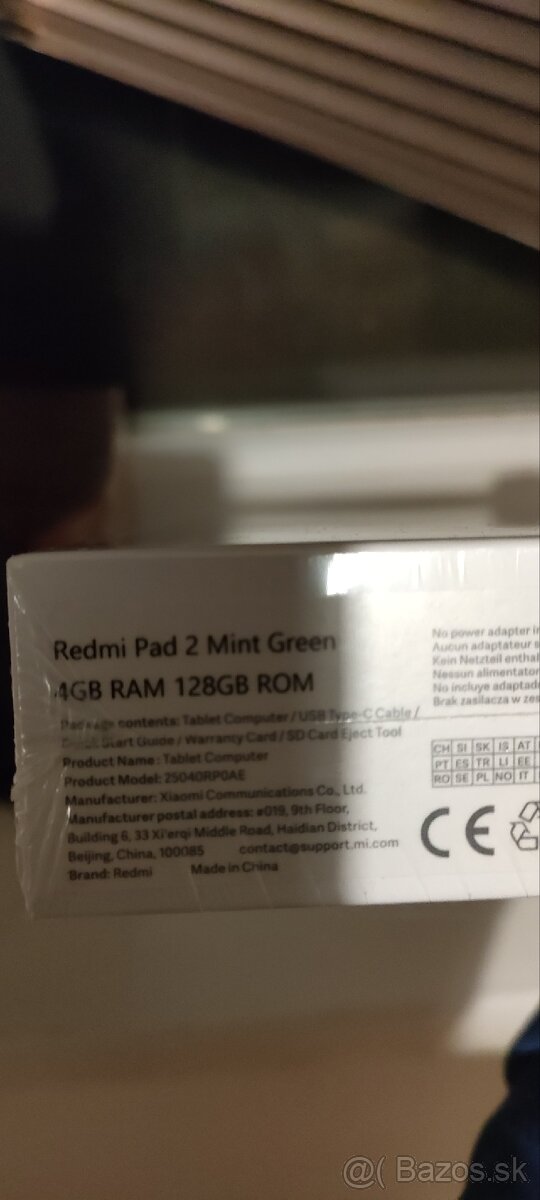 Redmi Pad 2 Mint Green
4GB RAM 128GB ROM
Package contents: Tablet Computer / USB Type-C Cable /
Quick Start Guide / Warranty Card / SD Card Eject Tool
Product Name: Tablet Computer
Product Model: 25040RP0AE
Manufacturer: Xiaomi Communications Co., Ltd.
Manufacturer postal address: #019, 9th Floor,
Building 6, 33 Xi'erqi Middle Road, Haidian District,
Beijing, China, 100085 contact@support.mi.com
Brand: Redmi Made in China
No power adapter
Aucun adaptateur
Kein Netzteil
Nessun alimentator
No incluye adaptado
Brak zasilacza w
CH SI SK IS AT
PT ES TR LI EE
RO SE PL NO IT
CE
@( Bazos.sk